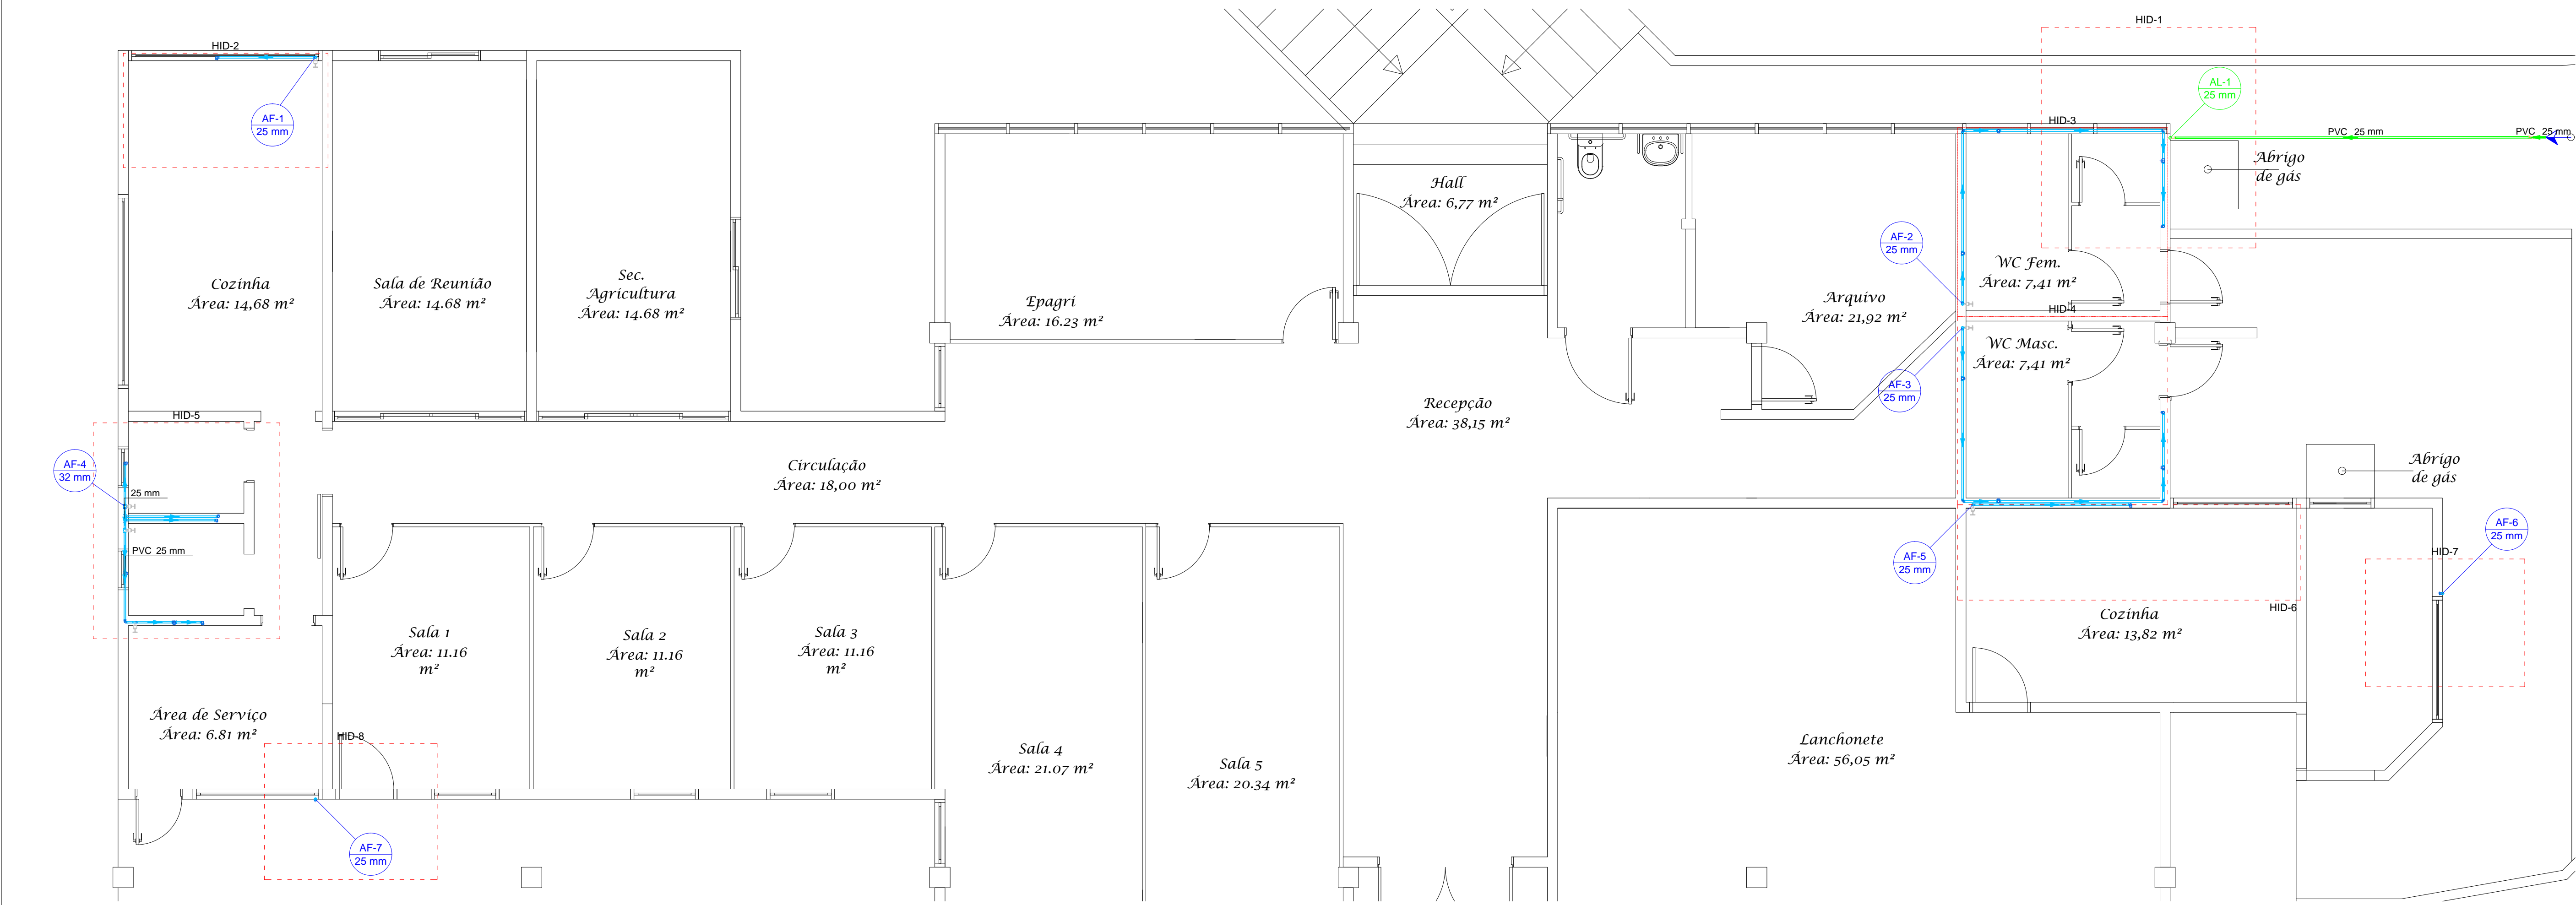 HID-1
HID-2
AL-1
25 mm
AF-1
25 mm
HID-3
PVC 25 mm
PVC 25 mm
Abrigo
de gás
Hall
Área: 6,77 m²
AF-2
25 mm
WC Fem.
Área: 7,41 m²
Cozinha
Área: 14,68 m²
Sala de Reunião
Área: 14.68 m²
Sec.
Agricultura
Área: 14.68 m²
Epagri
Área: 16.23 m²
Arquivo
Área: 21,92 m²
HID-4
WC Masc.
Área: 7,41 m²
AF-3
25 mm
Recepção
Área: 38,15 m²
HID-5
AF-4
32 mm
25 mm
Circulação
Área: 18,00 m²
Abrigo
de gás
PVC 25 mm
AF-5
25 mm
AF-6
25 mm
HID-7
HID-6
Cozinha
Área: 13,82 m²
Sala 1
Área: 11.16
m²
Sala 2
Área: 11.16
m²
Sala 3
Área: 11.16
m²
Área de Serviço
Área: 6.81 m²
HID-8
Sala 4
Área: 21.07 m²
Sala 5
Área: 20.34 m²
Lanchonete
Área: 56,05 m²
AF-7
25 mm